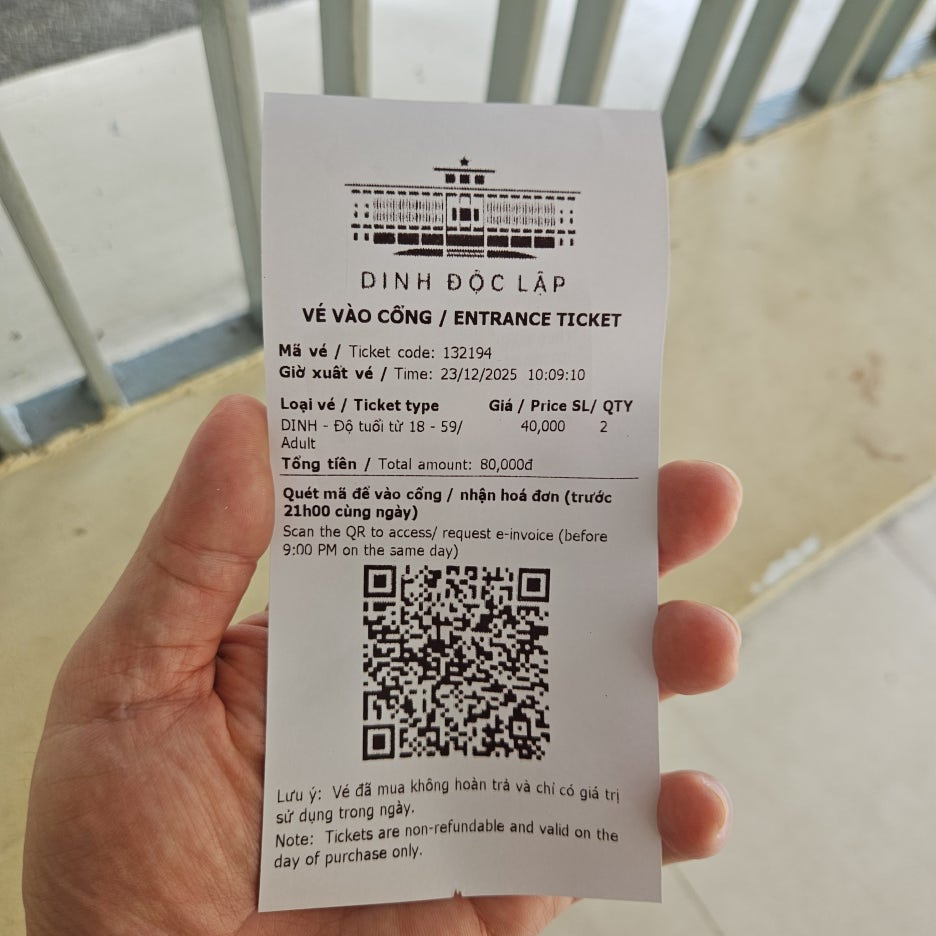 DINH ĐỘC LẬP
VÉ VÀO CỔNG / ENTRANCE TICKET
Mã vé / Ticket code: 132194
Giờ xuất vé / Time: 23/12/2025 10:09:10
Loại vé / Ticket type Giá / Price SL/ QTY
DINH - Độ tuổi từ 18 - 59/ 40,000 2
Adult
Tổng tiền / Total amount: 80,000đ
Quét mã để vào cổng / nhận hoá đơn (trước
21h00 cùng ngày)
Scan the QR to access/ request e-invoice (before
9:00 PM on the same day)
Lưu ý: Vé đã mua không hoàn trả và chỉ có giá trị
sử dụng trong ngày.
Note: Tickets are non-refundable and valid on the
day of purchase only.